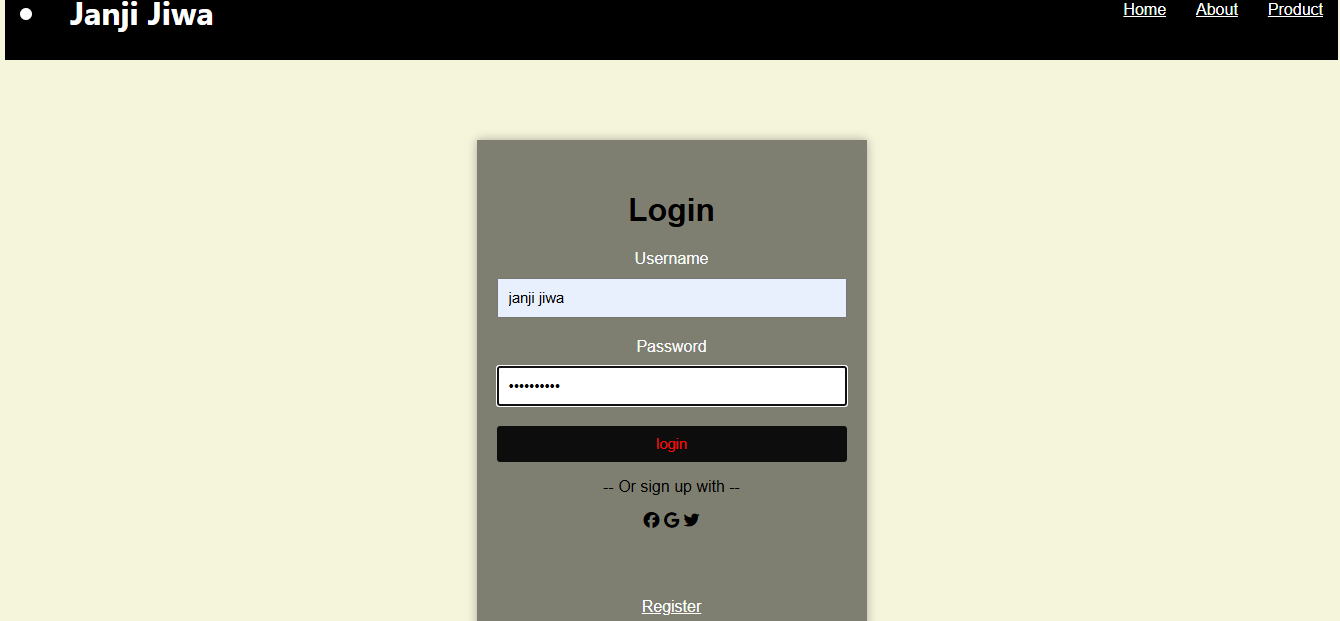 Janji Jiwa
Home About Product
Login
Username
janji jiwa
Password
••••••••••
login
-- Or sign up with --
Register